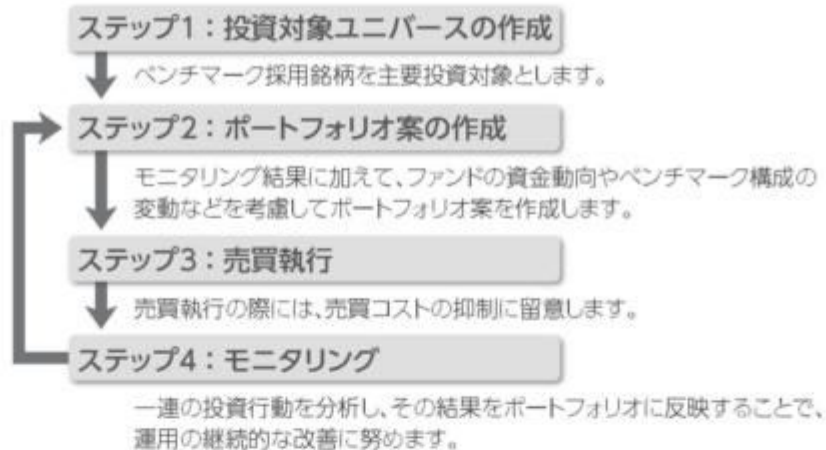 ステップ1：投資対象ユニバースの作成
ベンチマーク採用銘柄を主要投資対象とします。
ステップ2：ポートフォリオ案の作成
モニタリング結果に加えて、ファンドの資金動向やベンチマーク構成の
変動などを考慮してポートフォリオ案を作成します。
ステップ3：売買執行
売買執行の際には、売買コストの抑制に留意します。
ステップ4：モニタリング
一連の投資行動を分析し、その結果をポートフォリオに反映することで、
運用の継続的な改善に努めます。